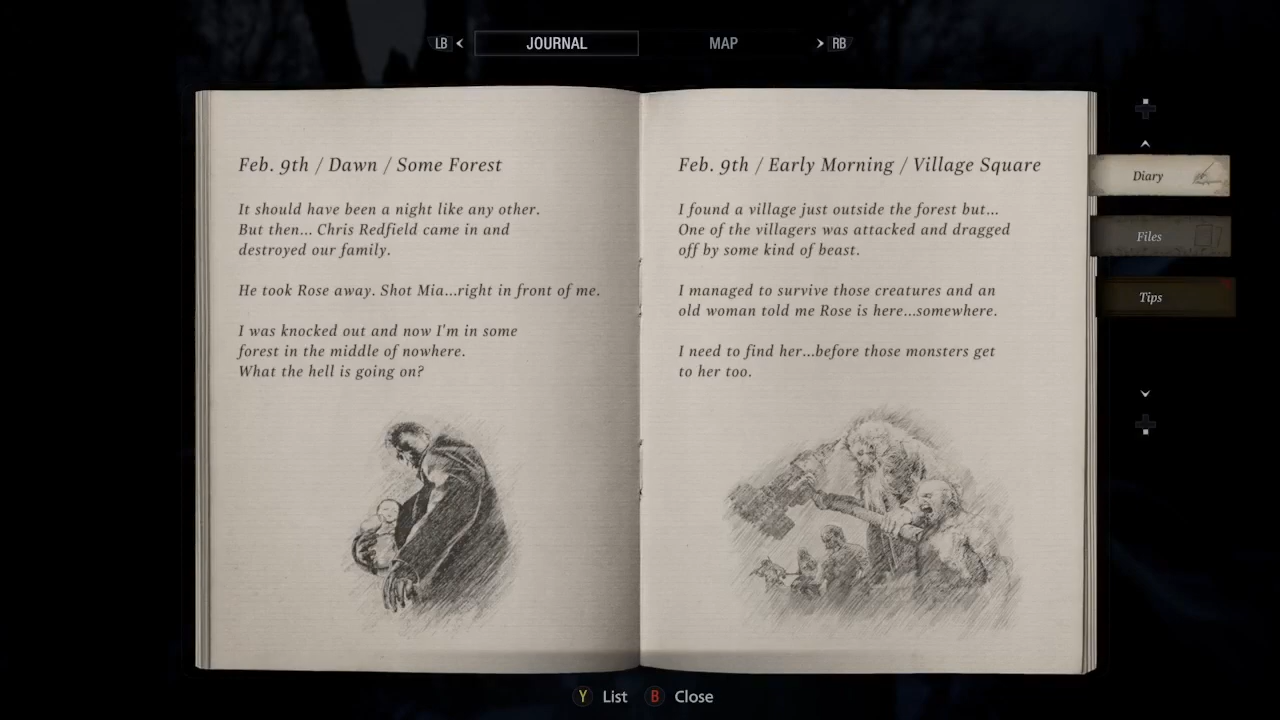 LB JOURNAL MAP RB
Feb. 9th / Dawn / Some Forest
It should have been a night like any other.
But then... Chris Redfield came in and
destroyed our family.
He took Rose away. Shot Mia...right in front of me.
I was knocked out and now I'm in some
forest in the middle of nowhere.
What the hell is going on?
Feb. 9th / Early Morning / Village Square
I found a village just outside the forest but...
One of the villagers was attacked and dragged
off by some kind of beast.
I managed to survive those creatures and an
old woman told me Rose is here...somewhere.
I need to find her...before those monsters get
to her too.
Diary
Files
Tips
Y List B Close